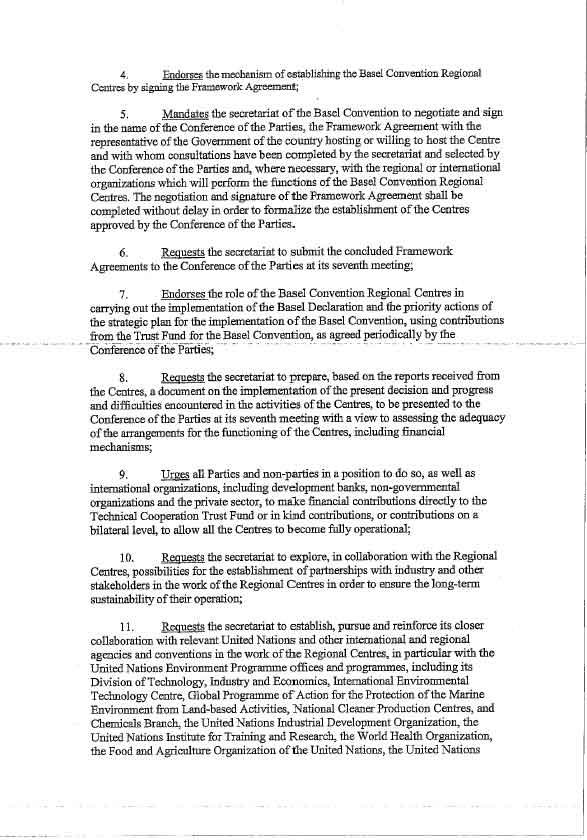 4. Endorses the mechanism of establishing the Basel Convention Regional
Centres by signing the Framework Agreement;
5. Mandates the secretariat of the Basel Convention to negotiate and sign
in the name of the Conference of the Parties, the Framework Agreement with the
representative of the Government of the country hosting or willing to host the Centre
and with whom consultations have been completed by the secretariat and selected by
the Conference of the Parties and, where necessary, with the regional or international
organizations which will perform the functions of the Basel Convention Regional
Centres. The negotiation and signature of the Framework Agreement shall be
completed without delay in order to formalize the establishment of the Centres
approved by the Conference of the Parties.
6. Requests the secretariat to submit the concluded Framework
Agreements to the Conference of the Parties at its seventh meeting;
7. Endorses the role of the Basel Convention Regional Centres in
carrying out the implementation of the Basel Declaration and the priority actions of
the strategic plan for the implementation of the Basel Convention, using contributions
from the Trust Fund for the Basel Convention, as agreed periodically by the
Conference of the Parties;
8. Requests the secretariat to prepare, based on the reports received from
the Centres, a document on the implementation of the present decision and progress
and difficulties encountered in the activities of the Centres, to be presented to the
Conference of the Parties at its seventh meeting with a view to assessing the adequacy
of the arrangements for the functioning of the Centres, including financial
mechanisms;
9. Urges all Parties and non-parties in a position to do so, as well as
international organizations, including development banks, non-governmental
organizations and the private sector, to make financial contributions directly to the
Technical Cooperation Trust Fund or in kind contributions, or contributions on a
bilateral level, to allow all the Centres to become fully operational;
10. Requests the secretariat to explore, in collaboration with the Regional
Centres, possibilities for the establishment of partnerships with industry and other
stakeholders in the work of the Regional Centres in order to ensure the long-term
sustainability of their operation;
11. Requests the secretariat to establish, pursue and reinforce its closer
collaboration with relevant United Nations and other international and regional
agencies and conventions in the work of the Regional Centres, in particular with the
United Nations Environment Programme offices and programmes, including its
Division of Technology, Industry and Economics, International Environmental
Technology Centre, Global Programme of Action for the Protection of the Marine
Environment from Land-based Activities, National Cleaner Production Centres, and
Chemicals Branch, the United Nations Industrial Development Organization, the
United Nations Institute for Training and Research, the World Health Organization,
the Food and Agriculture Organization of the United Nations, the United Nations